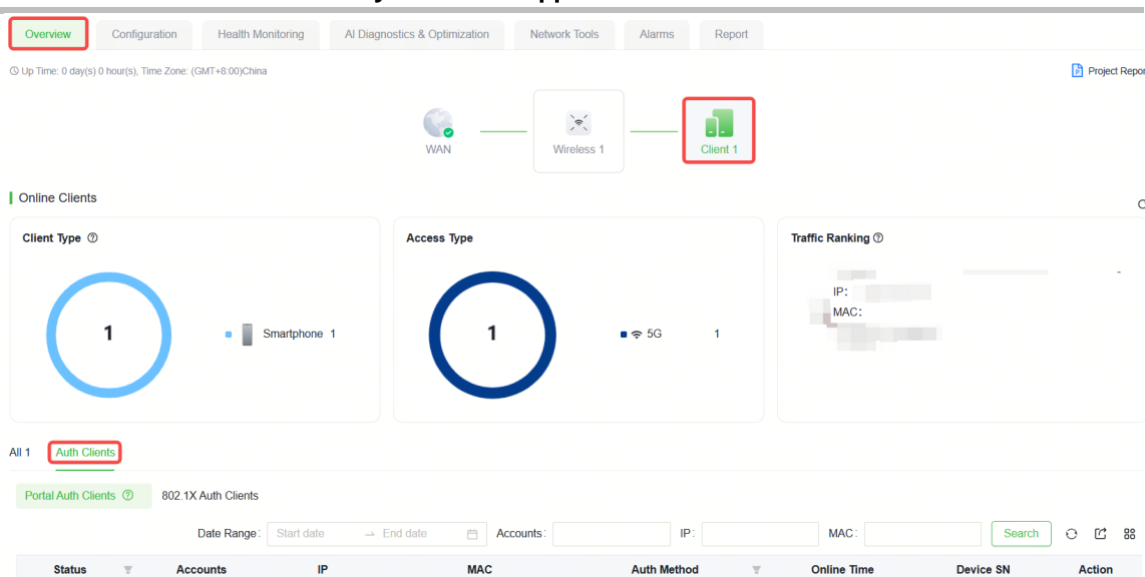 Overview Configuration Health Monitoring AI Diagnostics & Optimization Network Tools Alarms Report
Up Time: 0 day(s) 0 hour(s), Time Zone: (GMT+8:00)China Project Repor
WAN Wireless 1 Client 1
Online Clients
Client Type Access Type Traffic Ranking
1 Smartphone 1 1 5G 1
IP:
MAC:
-
All 1 Auth Clients
Portal Auth Clients 802.1X Auth Clients
Date Range: Start date → End date Accounts: IP: MAC: Search
Status Accounts IP MAC Auth Method Online Time Device SN Action